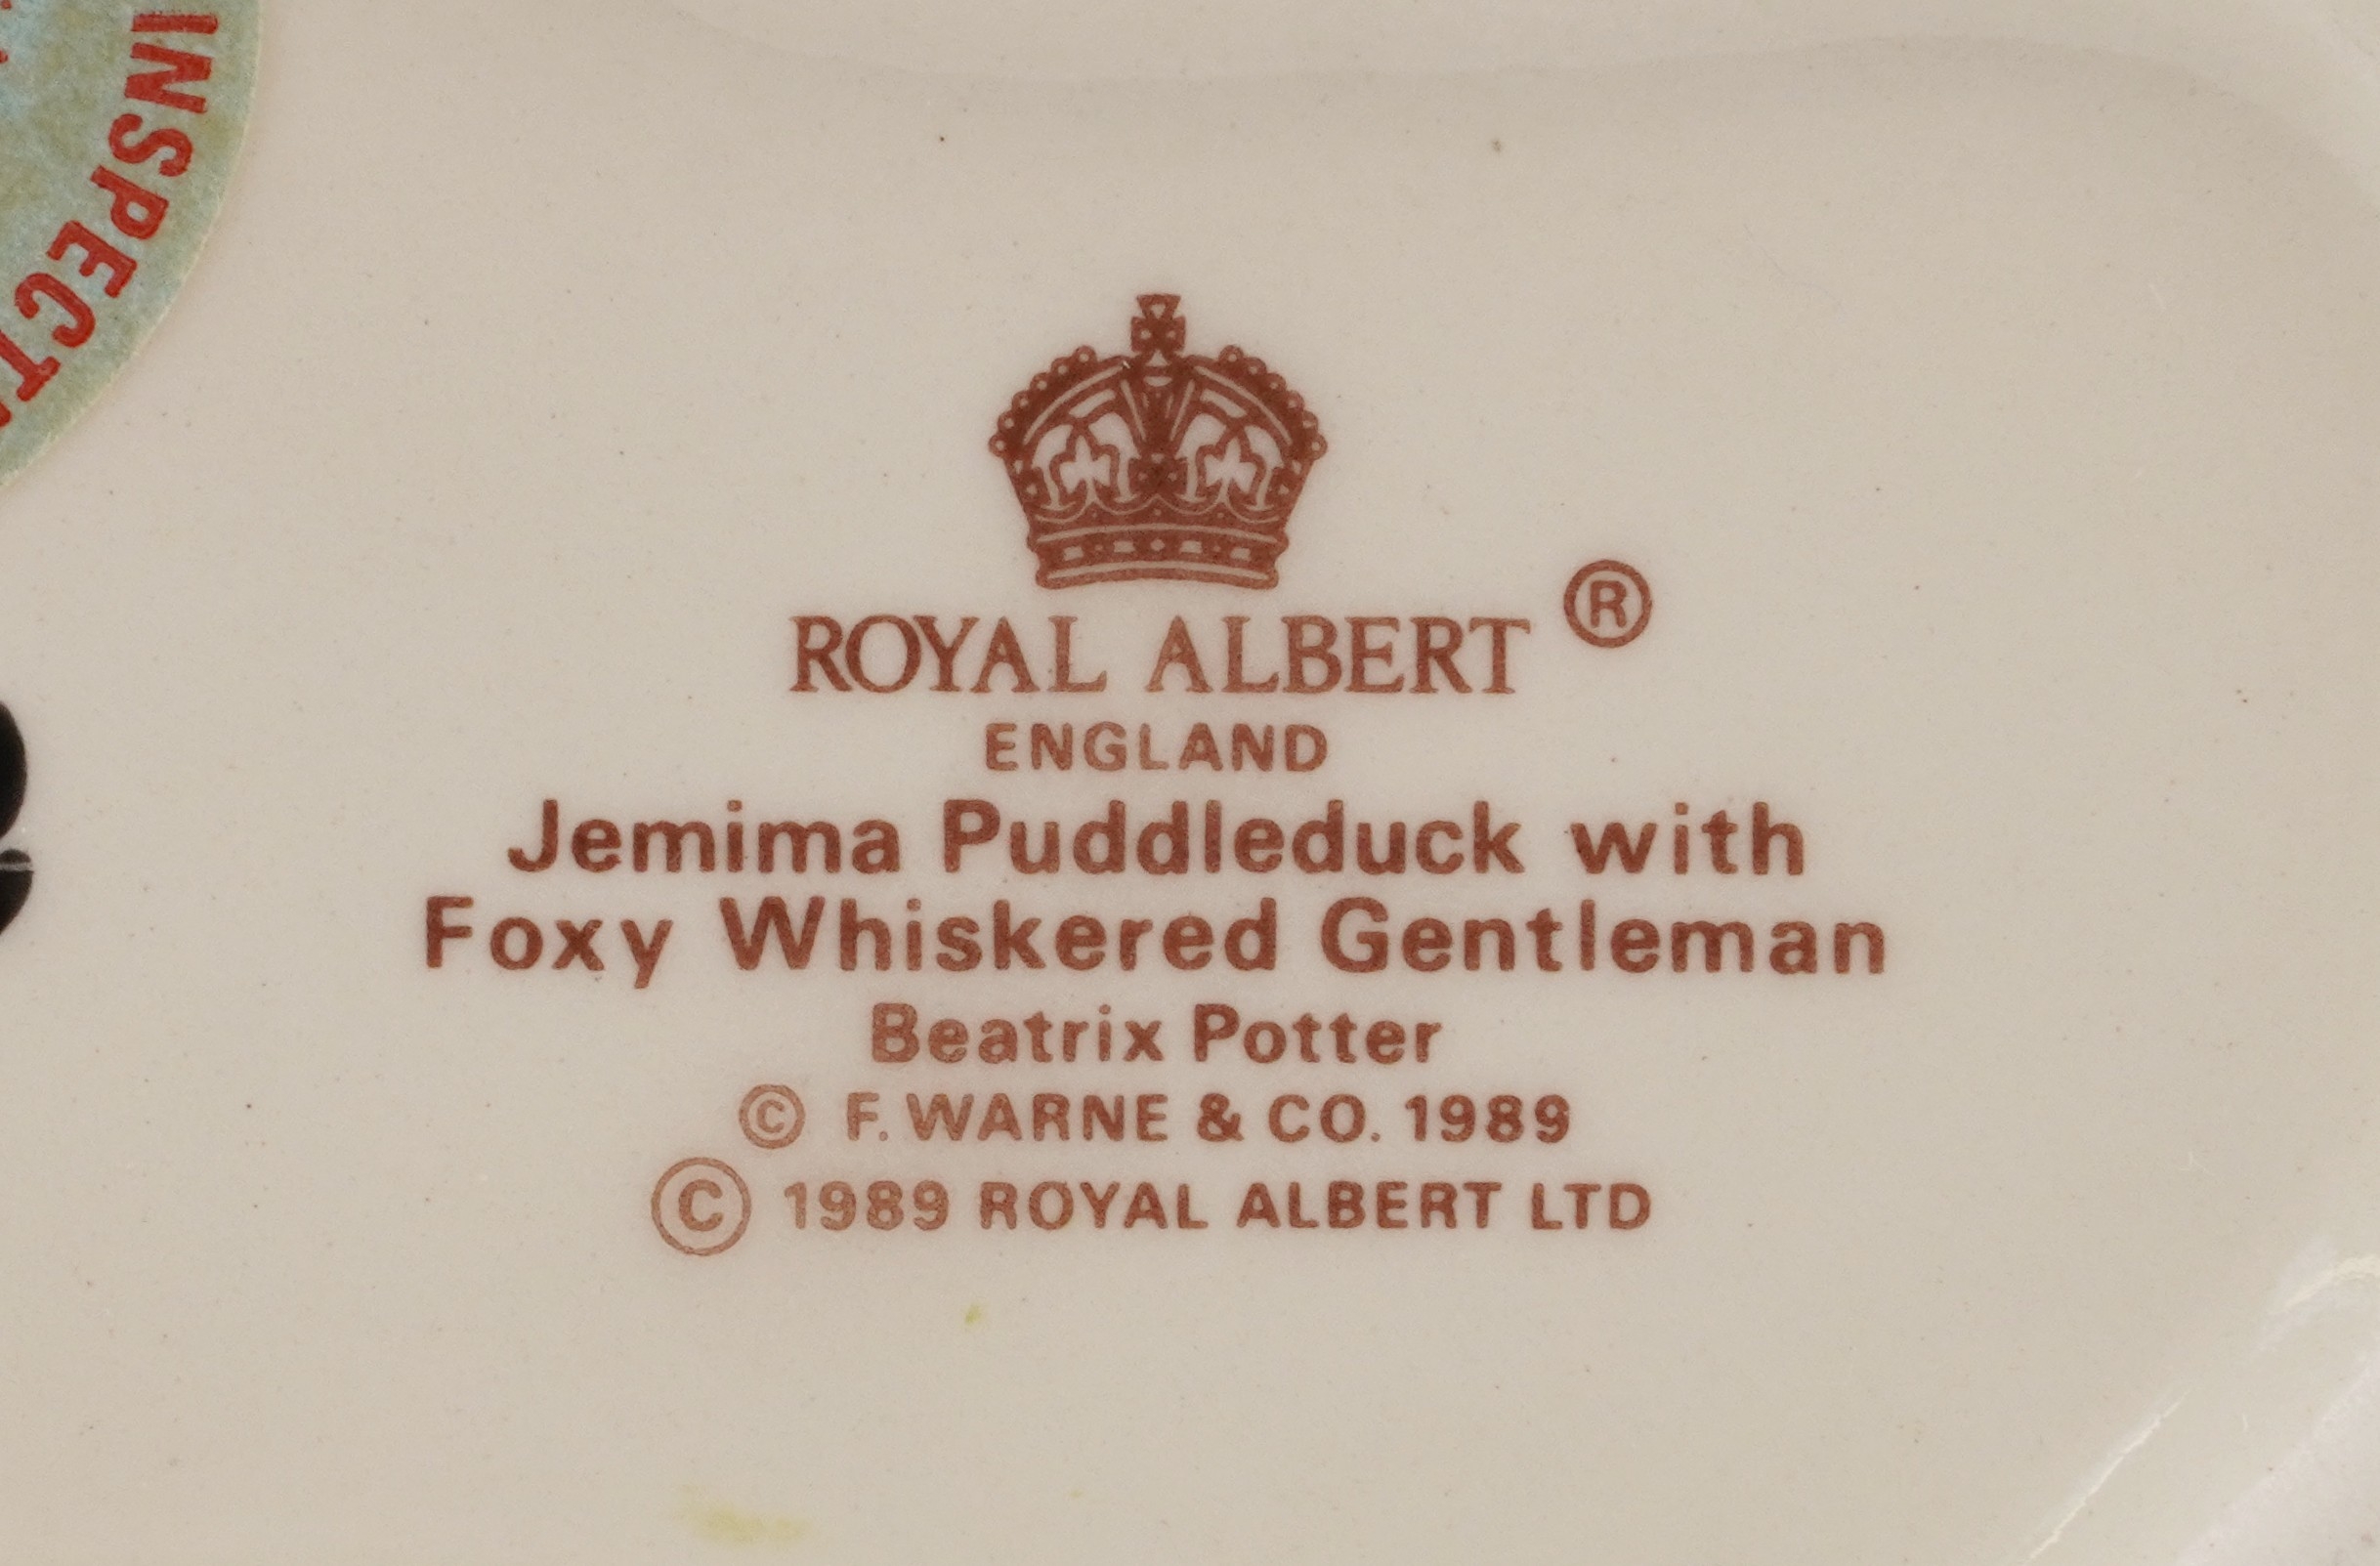 INSPECT
ROYAL ALBERT ®
ENGLAND
Jemima Puddleduck with
Foxy Whiskered Gentleman
Beatrix Potter
© F. WARNE & CO. 1989
© 1989 ROYAL ALBERT LTD